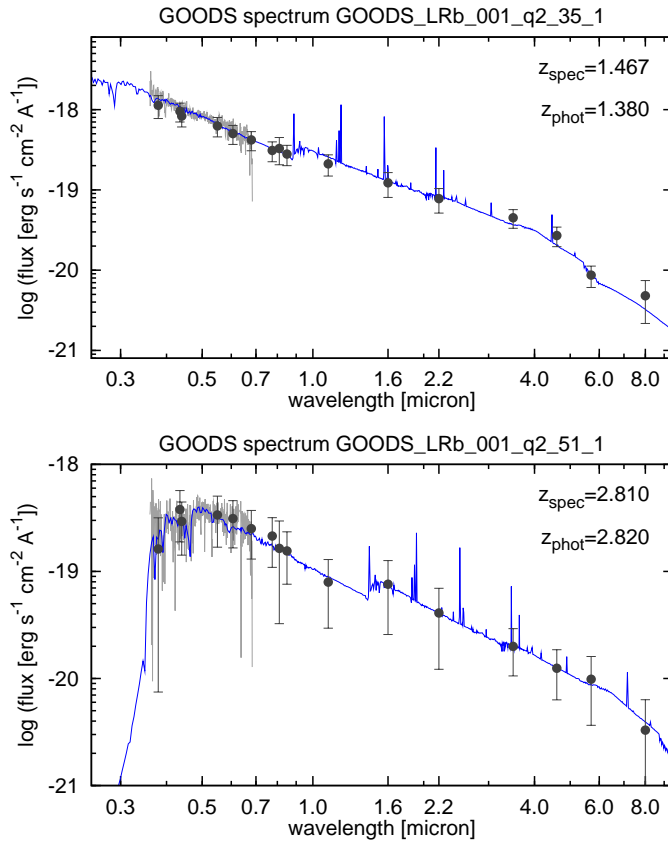 GOODS spectrum GOODS_LRb_001_q2_35_1
log (flux [erg s⁻¹ cm⁻² A⁻¹])
-18
-19
-20
-21
z_spec=1.467
z_phot=1.380
0.3 0.5 0.7 1.0 1.6 2.2 4.0 6.0 8.0
wavelength [micron]
GOODS spectrum GOODS_LRb_001_q2_51_1
log (flux [erg s⁻¹ cm⁻² A⁻¹])
-18
-19
-20
-21
z_spec=2.810
z_phot=2.820
0.3 0.5 0.7 1.0 1.6 2.2 4.0 6.0 8.0
wavelength [micron]